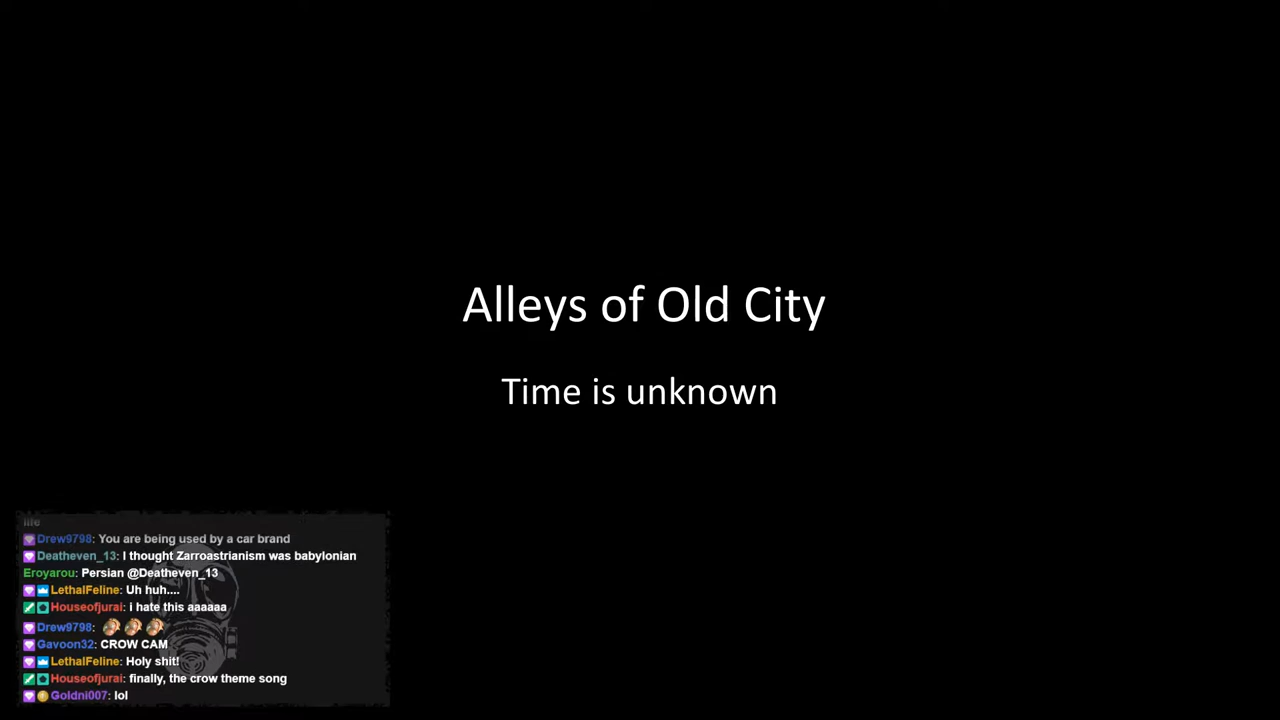 Alleys of Old City
Time is unknown
life
Drew9798: You are being used by a car brand
Deatheven_13: I thought Zarroastrianism was babylonian
Eroyarou: Persian @Deatheven_13
LethalFeline: Uh huh....
Houseofjurai: i hate this aaaaaa
Drew9798:
Gavoon32: CROW CAM
LethalFeline: Holy shit!
Houseofjurai: finally, the crow theme song
Goldni007: lol